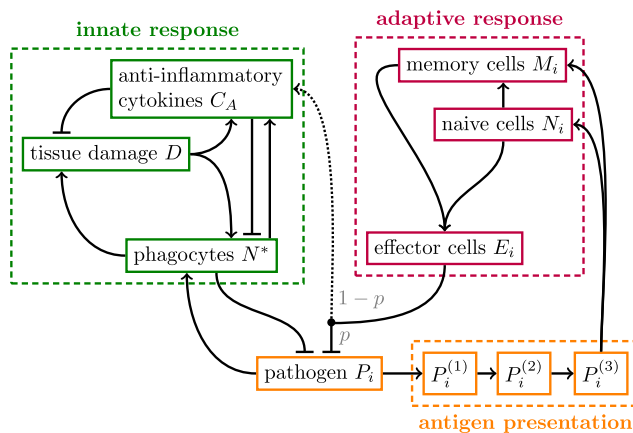 innate response
adaptive response
anti-inflammatory
cytokines C_A
memory cells M_i
naive cells N_i
tissue damage D
phagocytes N*
effector cells E_i
1 − p
p
pathogen P_i
P_i^(1)
P_i^(2)
P_i^(3)
antigen presentation